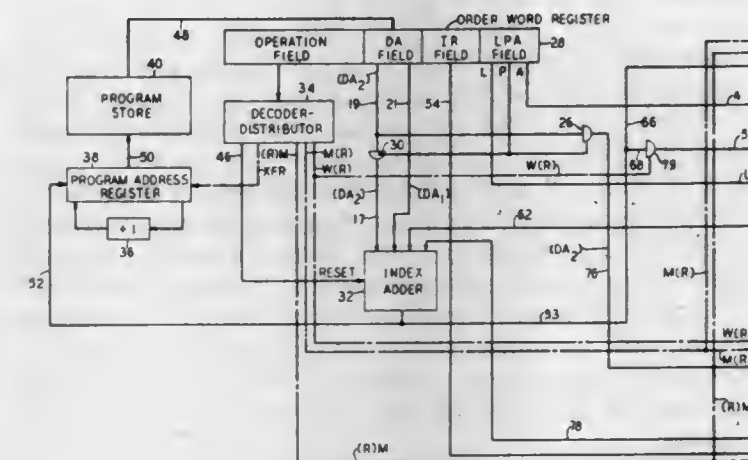 48
ORDER WORD REGISTER
OPERATION FIELD
DA FIELD
IR FIELD
LPA FIELD
28
L P A
40
PROGRAM STORE
34
DECODER-DISTRIBUTOR
(DA2)
19
21
54
4
26
66
30
50
46
(R)M
XFR
M(R)
W(R)
W(R)
68
79
38
PROGRAM ADDRESS REGISTER
(DA2)
17
(DA1)
+1
36
62
52
RESET
32
INDEX ADDER
(DA2)
76
M(R)
53
W(R
M(R
(R)M
78
(R)M